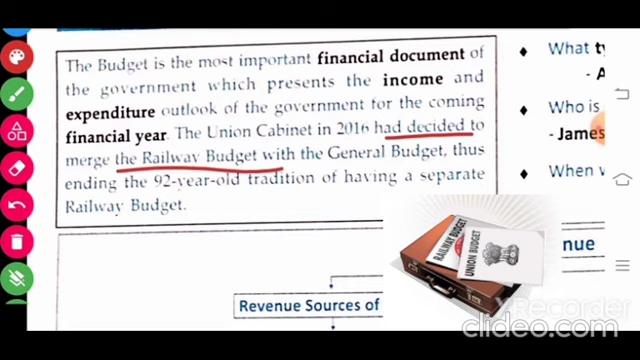 The Budget is the most important financial document of
the government which presents the income and
expenditure outlook of the government for the coming
financial year. The Union Cabinet in 2016 had decided to
merge the Railway Budget with the General Budget, thus
ending the 92-year-old tradition of having a separate
Railway Budget.
What ty
- A
Who is
- James
When w
RAILWAY BUDGET
UNION BUDGET
nue
Revenue Sources of
Recorder
clideo.com